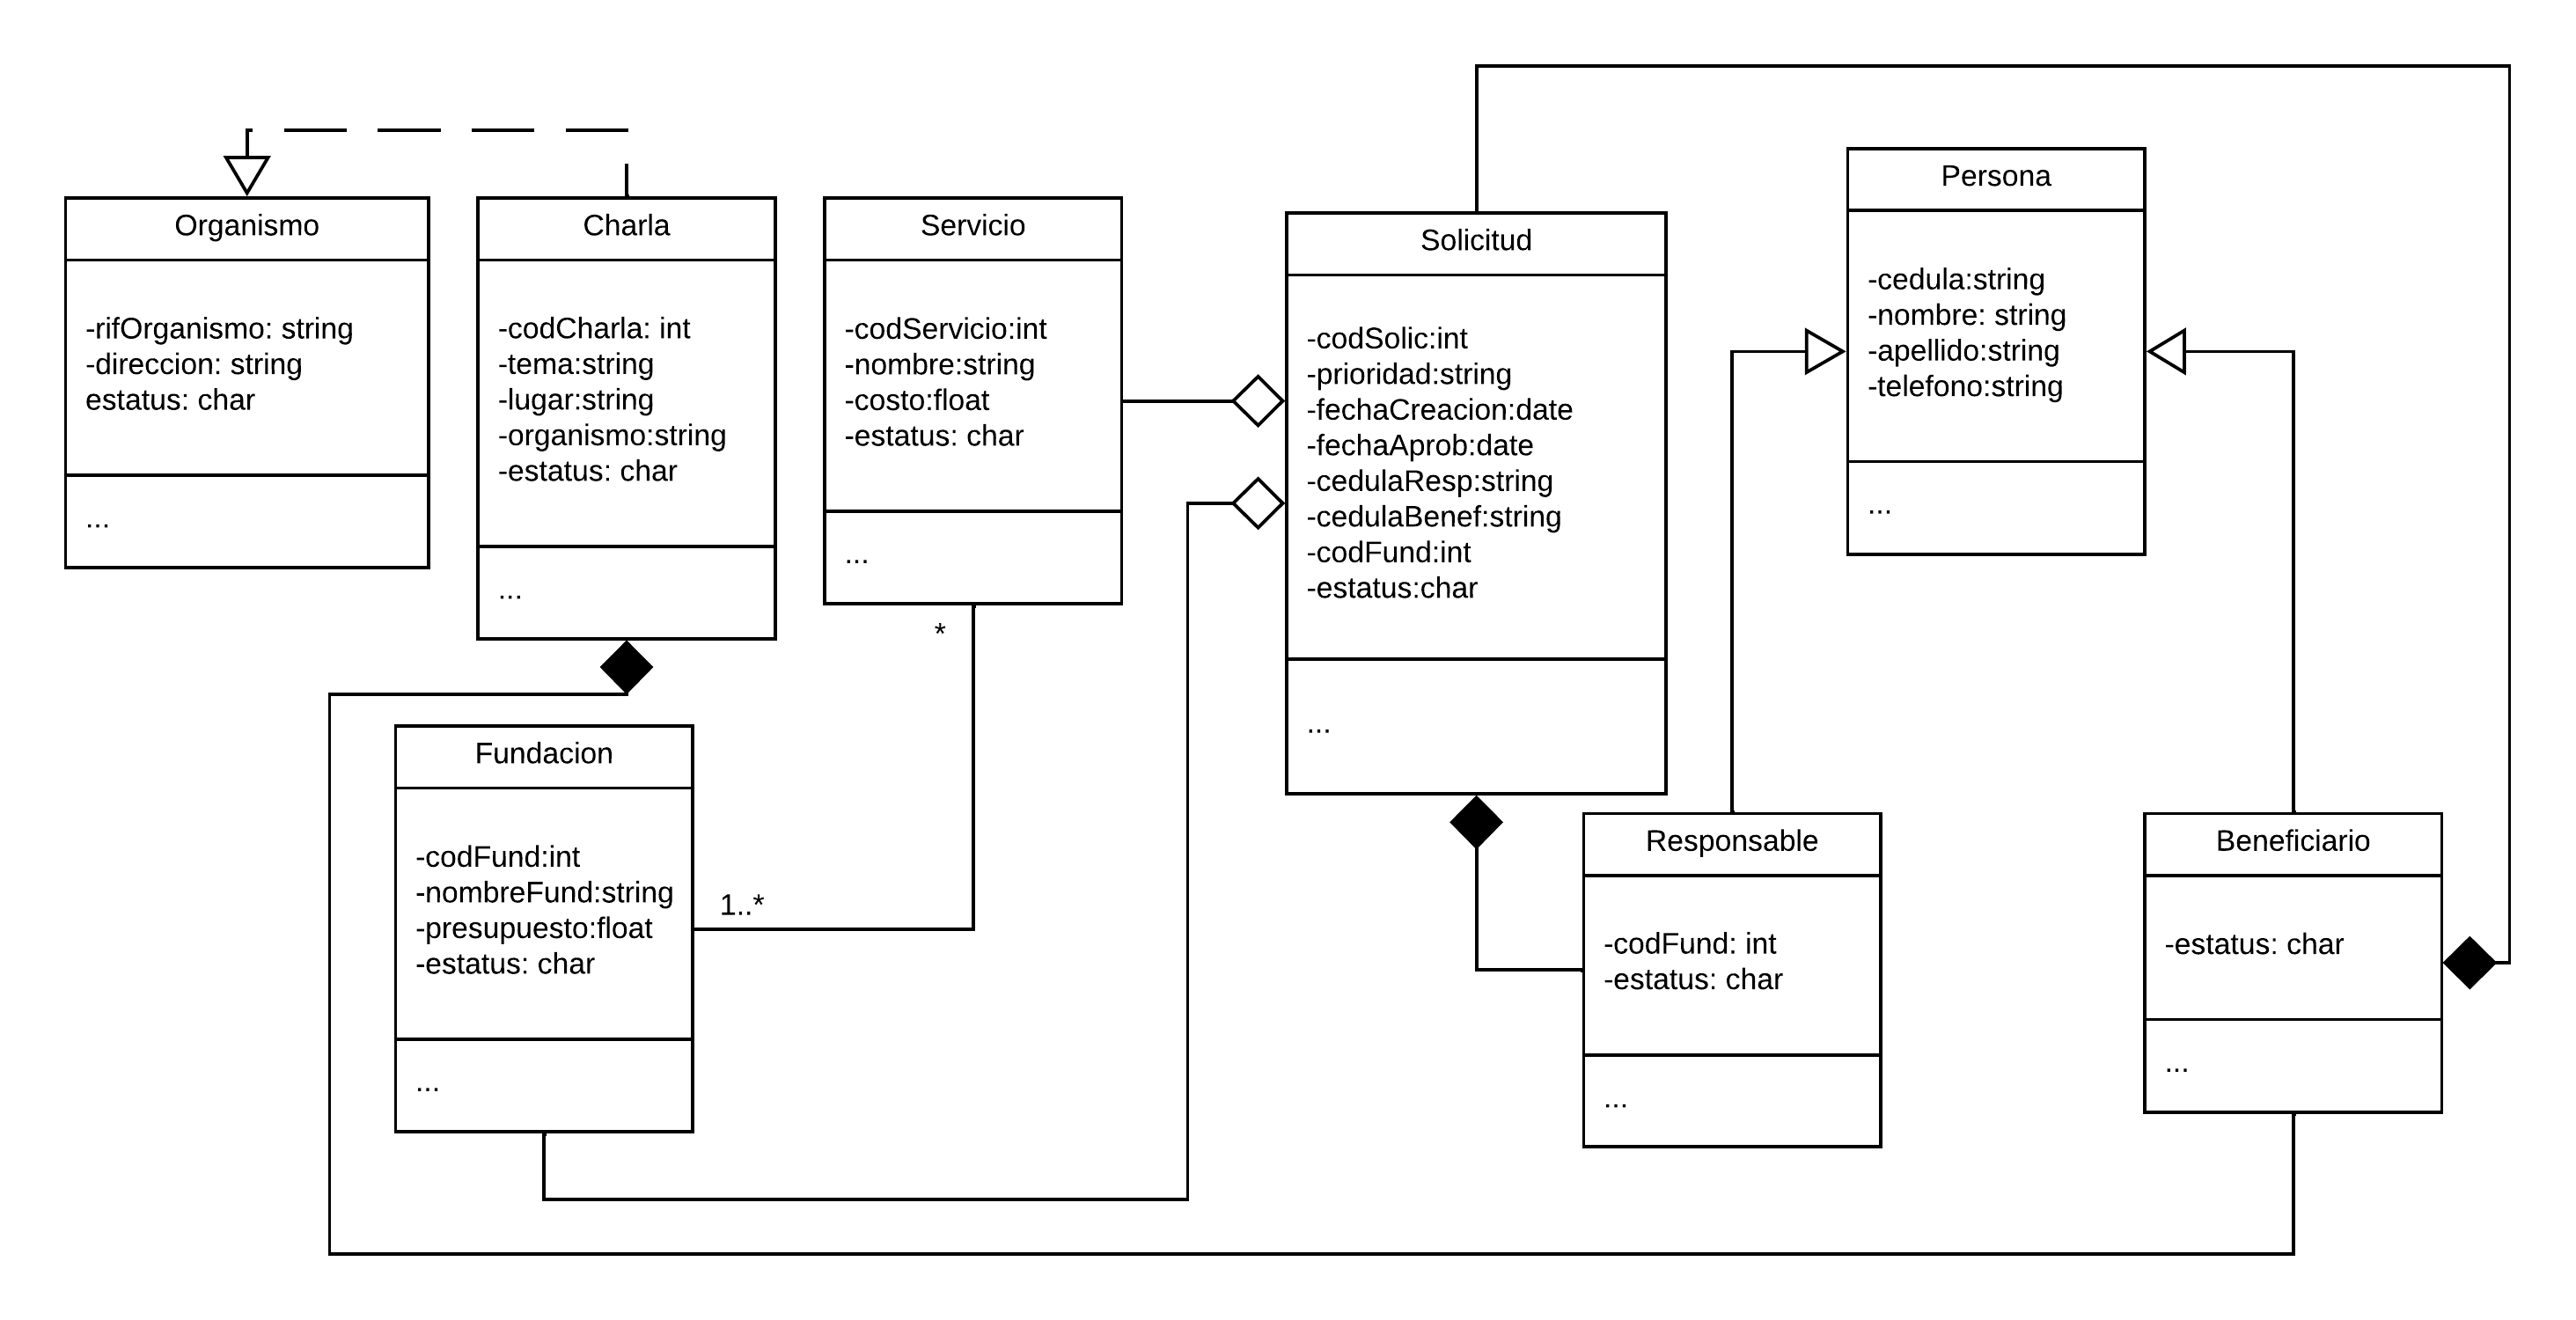 Organismo
-rifOrganismo: string
-direccion: string
estatus: char
...
Charla
-codCharla: int
-tema:string
-lugar:string
-organismo:string
-estatus: char
...
Servicio
-codServicio:int
-nombre:string
-costo:float
-estatus: char
...
*
Solicitud
-codSolic:int
-prioridad:string
-fechaCreacion:date
-fechaAprob:date
-cedulaResp:string
-cedulaBenef:string
-codFund:int
-estatus:char
...
Persona
-cedula:string
-nombre: string
-apellido:string
-telefono:string
...
Fundacion
-codFund:int
-nombreFund:string
-presupuesto:float
-estatus: char
...
1..*
Responsable
-codFund: int
-estatus: char
...
Beneficiario
-estatus: char
...